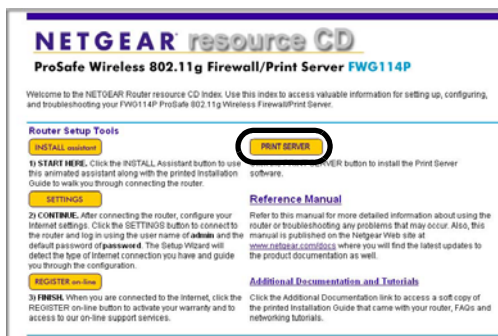 NETGEAR resource CD
ProSafe Wireless 802.11g Firewall/Print Server FWG114P
Welcome to the NETGEAR Router resource CD Index. Use this index to access valuable information for setting up, configuring,
and troubleshooting your FWG114P ProSafe 802.11g Wireless Firewall/Print Server.
Router Setup Tools
INSTALL assistant
1) START HERE. Click the INSTALL Assistant button to use
this animated assistant along with the printed Installation
Guide to walk you through connecting the router.
SETTINGS
2) CONTINUE. After connecting the router, configure your
Internet settings. Click the SETTINGS button to connect to
the router and log in using the user name of admin and the
default password of password. The Setup Wizard will
detect the type of Internet connection you have and guide
you through the configuration.
REGISTER on-line
3) FINISH. When you are connected to the Internet, click the
REGISTER on-line button to activate your warranty and to
access to our on-line support services.
PRINT SERVER
SERVER button to install the Print Server
software.
Reference Manual
Refer to this manual for more detailed information about using the
router or troubleshooting any problems that may occur. Also, this
manual is published on the Netgear Web site at
www.netgear.com/docs where you will find the latest updates to
the product documentation as well.
Additional Documentation and Tutorials
Click the Additional Documentation link to access a soft copy of
the printed Installation Guide that came with your router, FAQs and
networking tutorials.